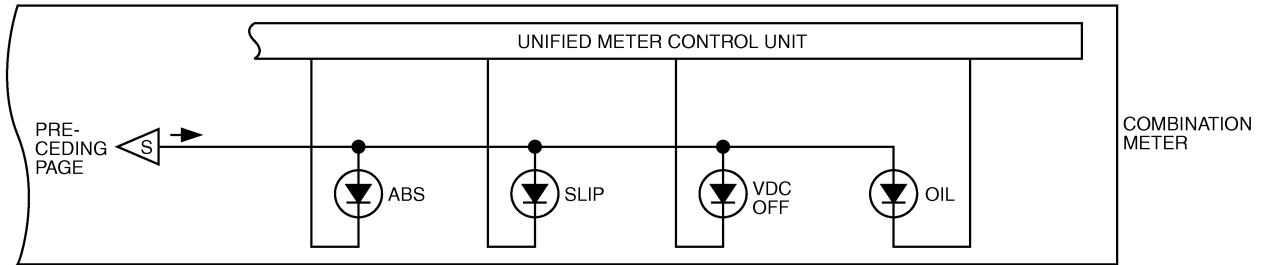 UNIFIED METER CONTROL UNIT
PRE-
CEDING
PAGE
S
COMBINATION
METER
ABS
SLIP
VDC
OFF
OIL